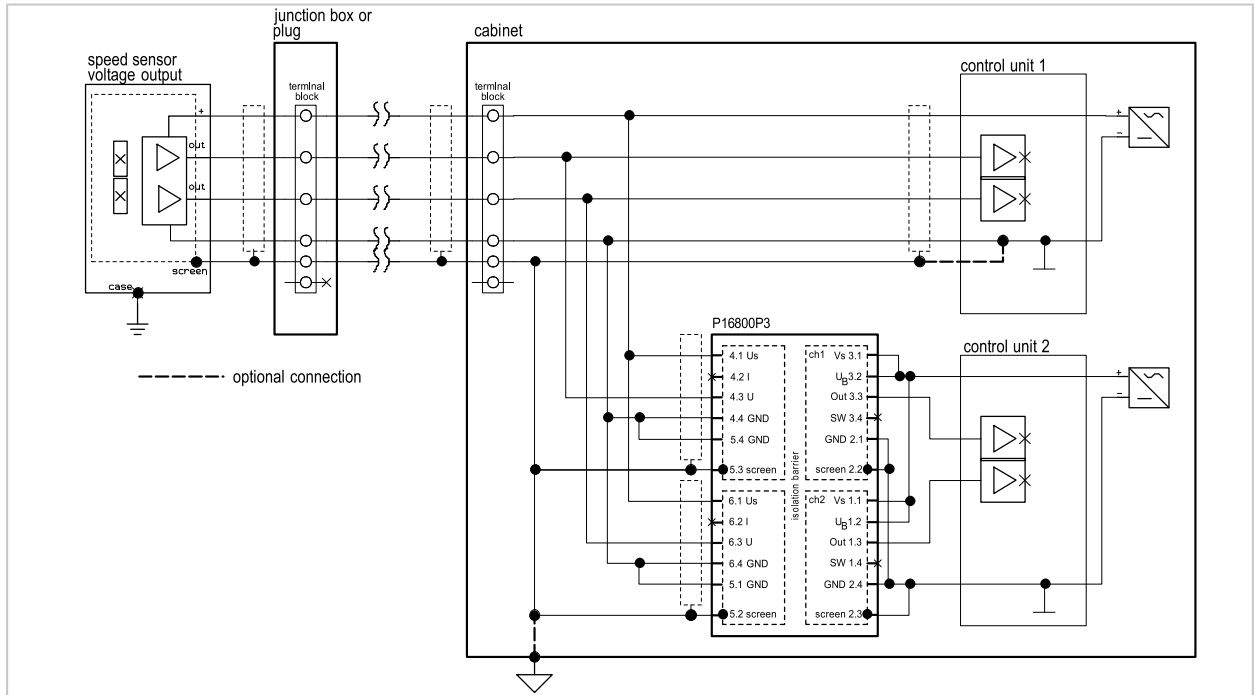 junction box or
plug
cabinet
speed sensor
voltage output
terminal
block
terminal
block
control unit 1
+
out
out
screen
case
+
-
optional connection
P16800P3
control unit 2
4.1 Us
4.2 I
4.3 U
4.4 GND
5.4 GND
5.3 screen
6.1 Us
6.2 I
6.3 U
6.4 GND
5.1 GND
5.2 screen
isolation barrier
ch1 Vs 3.1
UB3.2
Out 3.3
SW 3.4
GND 2.1
screen 2.2
ch2 Vs 1.1
UB1.2
Out 1.3
SW 1.4
GND 2.4
screen 2.3
+
-